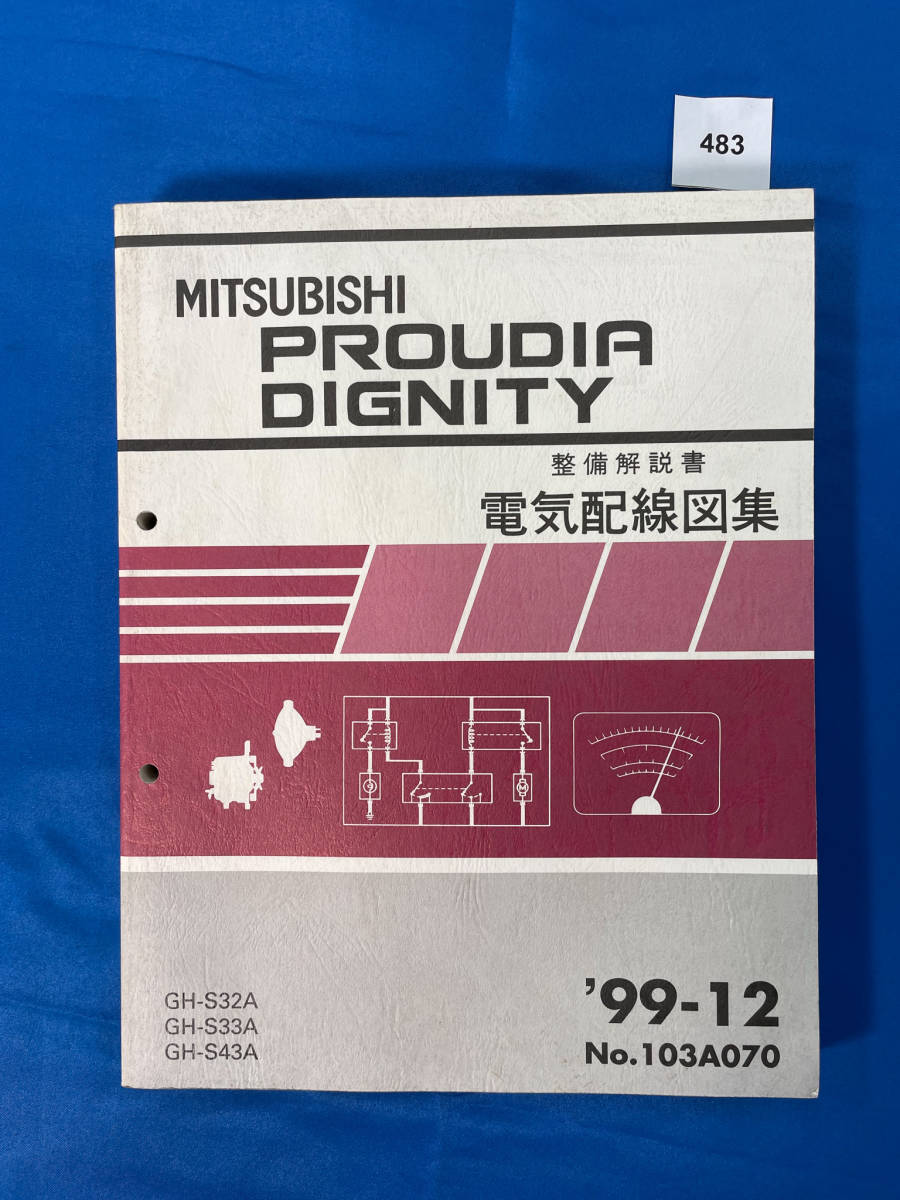 483
MITSUBISHI
PROUDIA
DIGNITY
整備解説書
電気配線図集
M
GH-S32A
GH-S33A
GH-S43A
'99-12
No.103A070